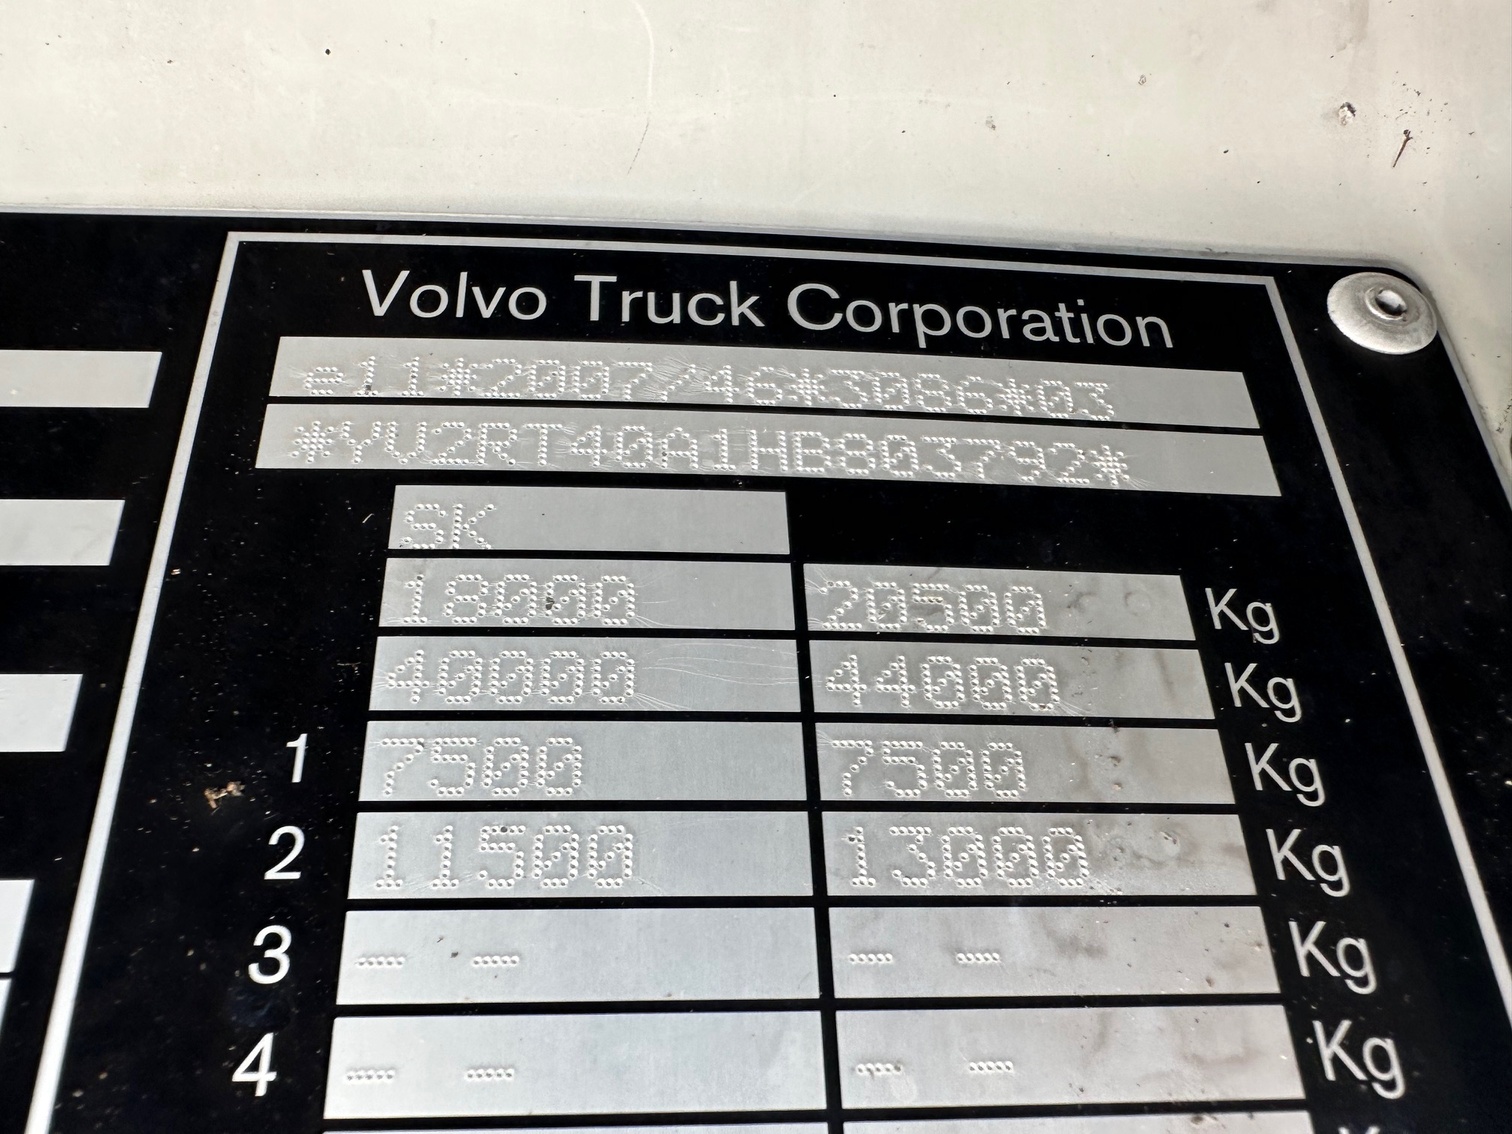 Volvo Truck Corporation
e11*2007/46*3086*03
*YV2RT40A1HB803792*
SK
18000 20500 Kg
40000 44000 Kg
1 7500 7500 Kg
2 11500 13000 Kg
3 — — — — Kg
4 — — — — Kg